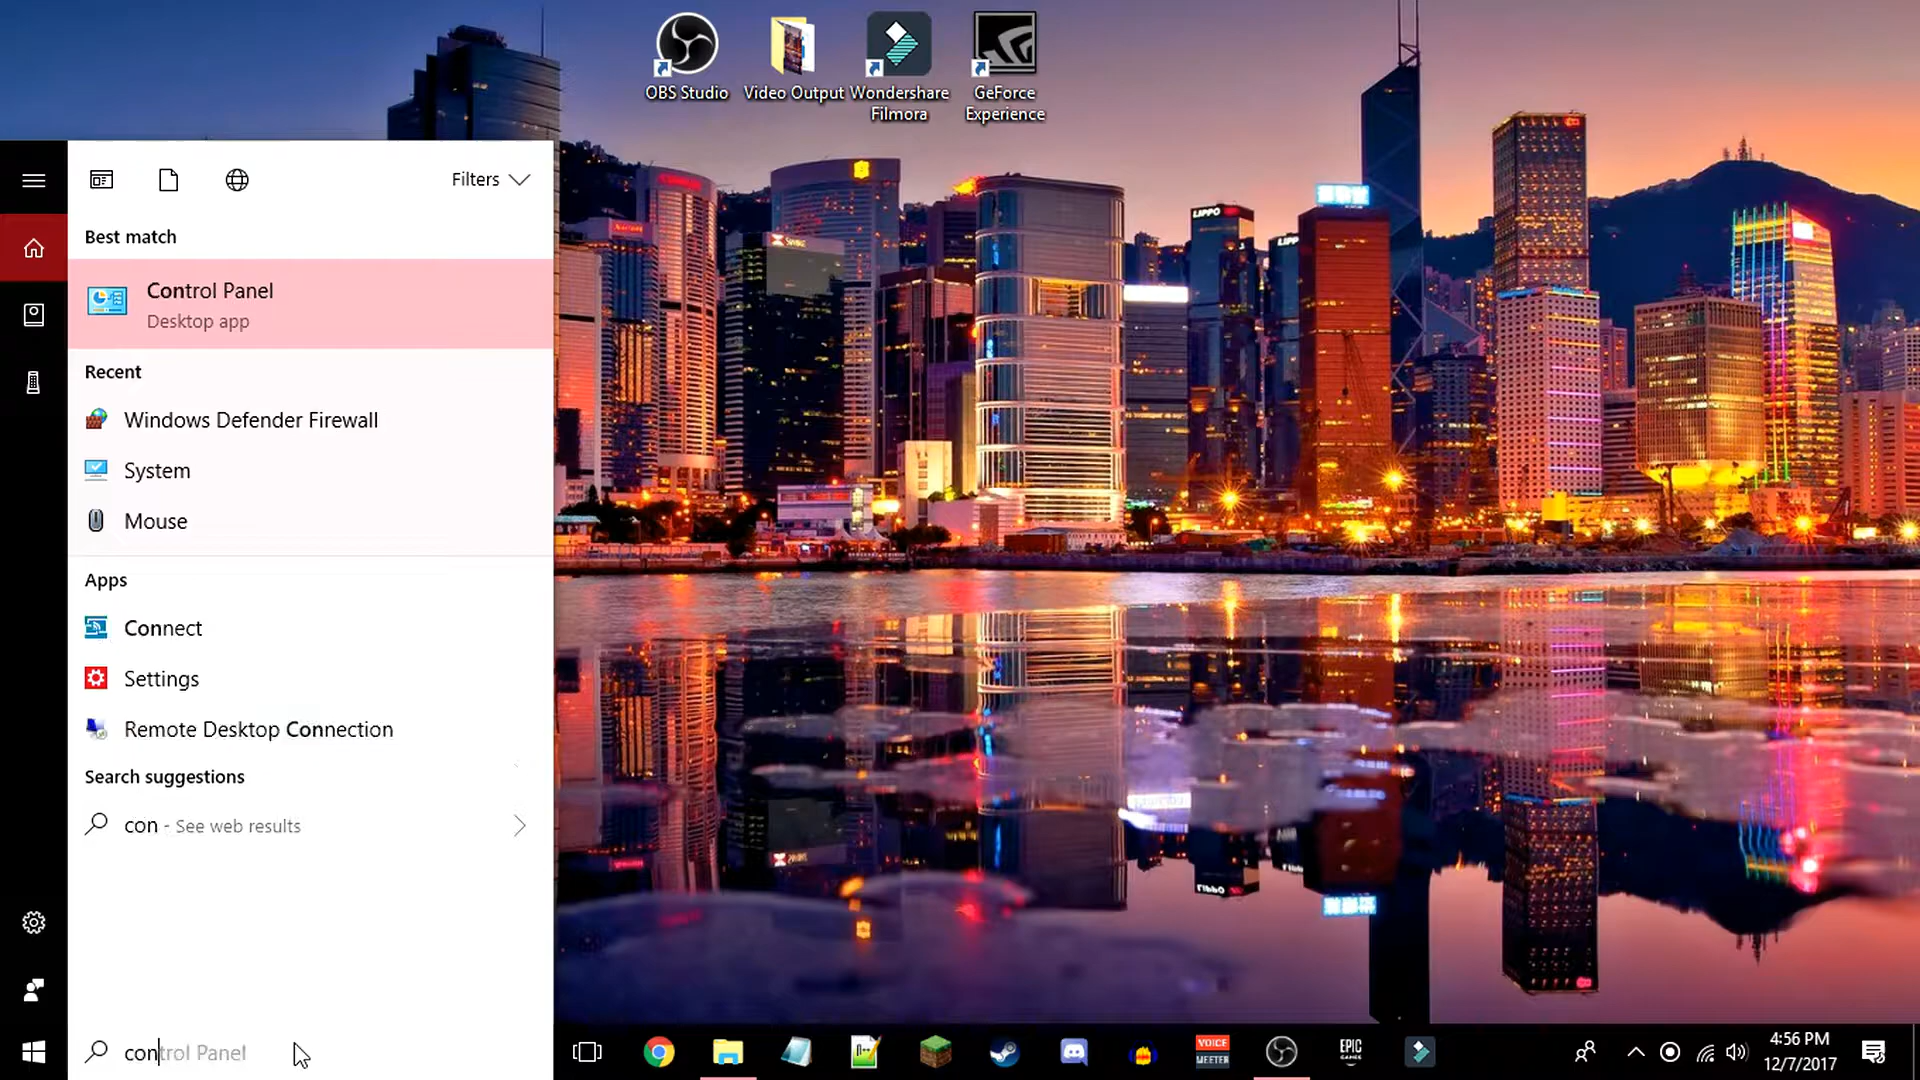 OBS Studio
Video Output
Wondershare
Filmora
GeForce
Experience
Filters
Best match
Control Panel
Desktop app
Recent
Windows Defender Firewall
System
Mouse
Apps
Connect
Settings
Remote Desktop Connection
Search suggestions
con - See web results
control Panel
LIPPO
VOICE
MEETER
EPIC
GAMES
4:56 PM
12/7/2017